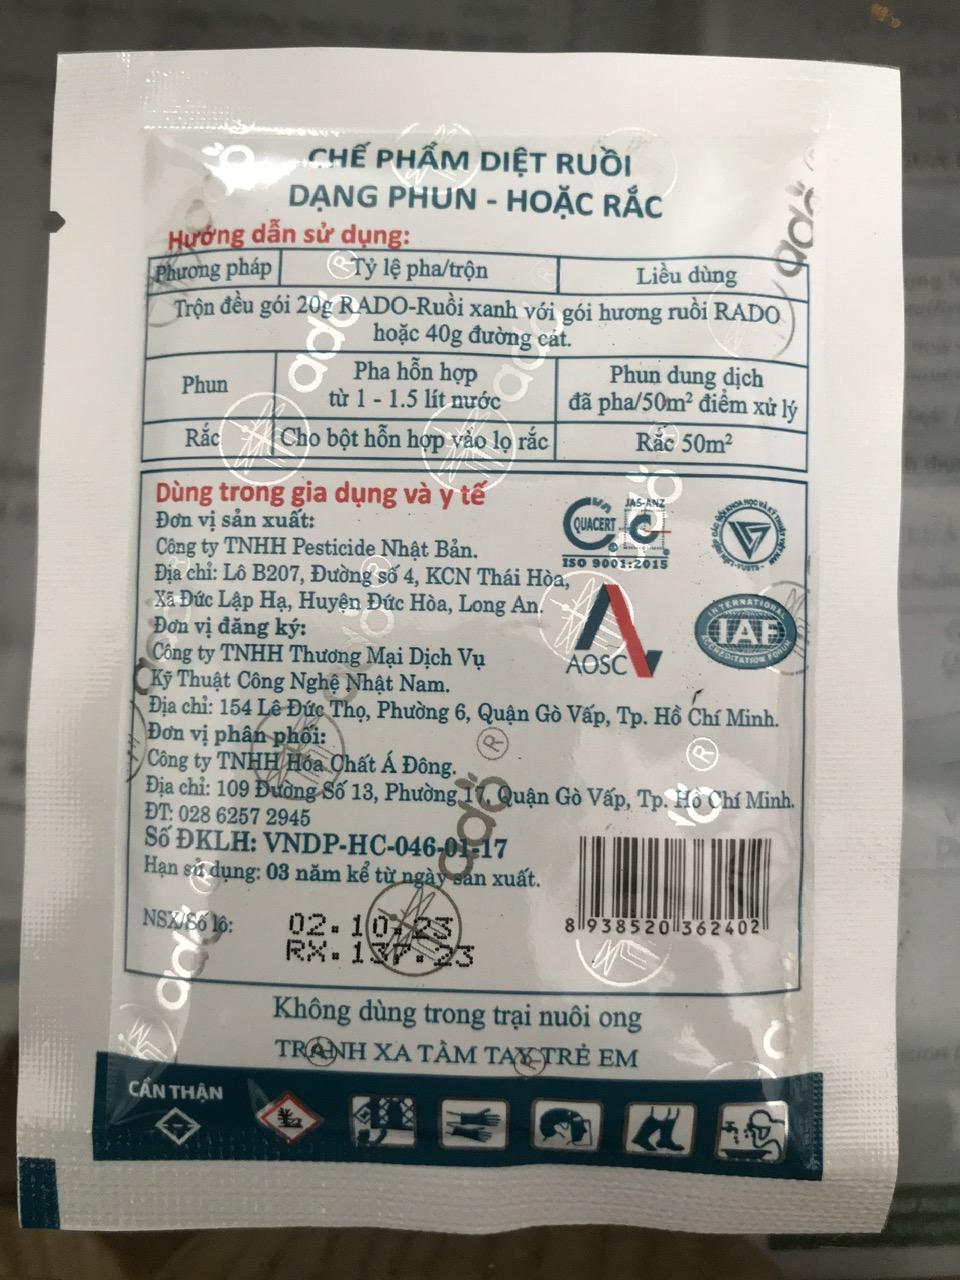 CHẾ PHẨM DIỆT RUỒI
DẠNG PHUN - HOẶC RẮC
Hướng dẫn sử dụng:
Phương pháp Tỷ lệ pha/trộn Liều dùng
Trộn đều gói 20g RADO-Ruồi xanh với gói hương ruồi RADO
hoặc 40g đường cát.
Phun Pha hỗn hợp từ 1 - 1.5 lít nước Phun dung dịch đã pha/50m² điểm xử lý
Rắc Cho bột hỗn hợp vào lọ rắc Rắc 50m²
Dùng trong gia dụng và y tế
Đơn vị sản xuất:
Công ty TNHH Pesticide Nhật Bản.
Địa chỉ: Lô B207, Đường số 4, KCN Thái Hòa,
Xã Đức Lập Hạ, Huyện Đức Hòa, Long An.
Đơn vị đăng ký:
Công ty TNHH Thương Mại Dịch Vụ
Kỹ Thuật Công Nghệ Nhật Nam.
Địa chỉ: 154 Lê Đức Thọ, Phường 6, Quận Gò Vấp, Tp. Hồ Chí Minh.
Đơn vị phân phối:
Công ty TNHH Hóa Chất Á Đông.
Địa chỉ: 109 Đường Số 13, Phường 17, Quận Gò Vấp, Tp. Hồ Chí Minh.
ĐT: 028 6257 2945
Số ĐKLH: VNDP-HC-046-01-17
Hạn sử dụng: 03 năm kể từ ngày sản xuất.
NSX/Số lô: 02.10.23
RX.137.23
QUACERT
JAS-ANZ
ISO 9001:2015
AOSC
INTERNATIONAL
IAF
ACCREDITATION FORUM
8 938520 362402
Không dùng trong trại nuôi ong
TRÁNH XA TẦM TAY TRẺ EM
CẨN THẬN